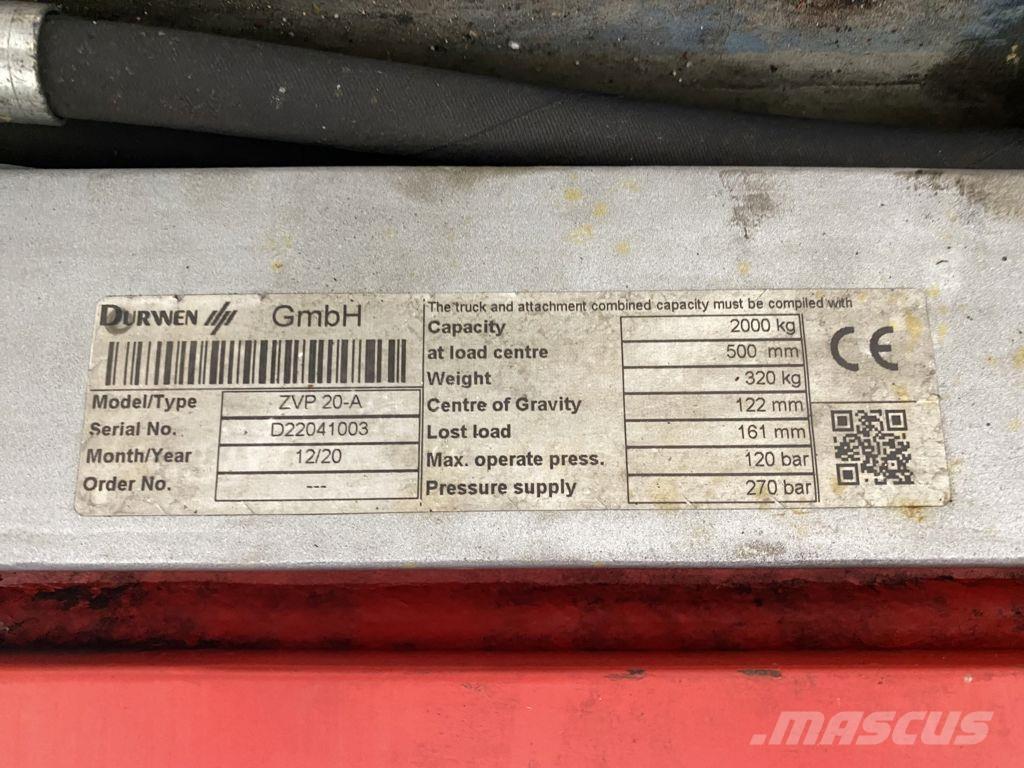 DURWEN GmbH
Model/Type ZVP 20-A
Serial No. D22041003
Month/Year 12/20
Order No. ---
The truck and attachment combined capacity must be complied with
Capacity 2000 kg
at load centre 500 mm
Weight 320 kg
Centre of Gravity 122 mm
Lost load 161 mm
Max. operate press. 120 bar
Pressure supply 270 bar
CE
MASCUS